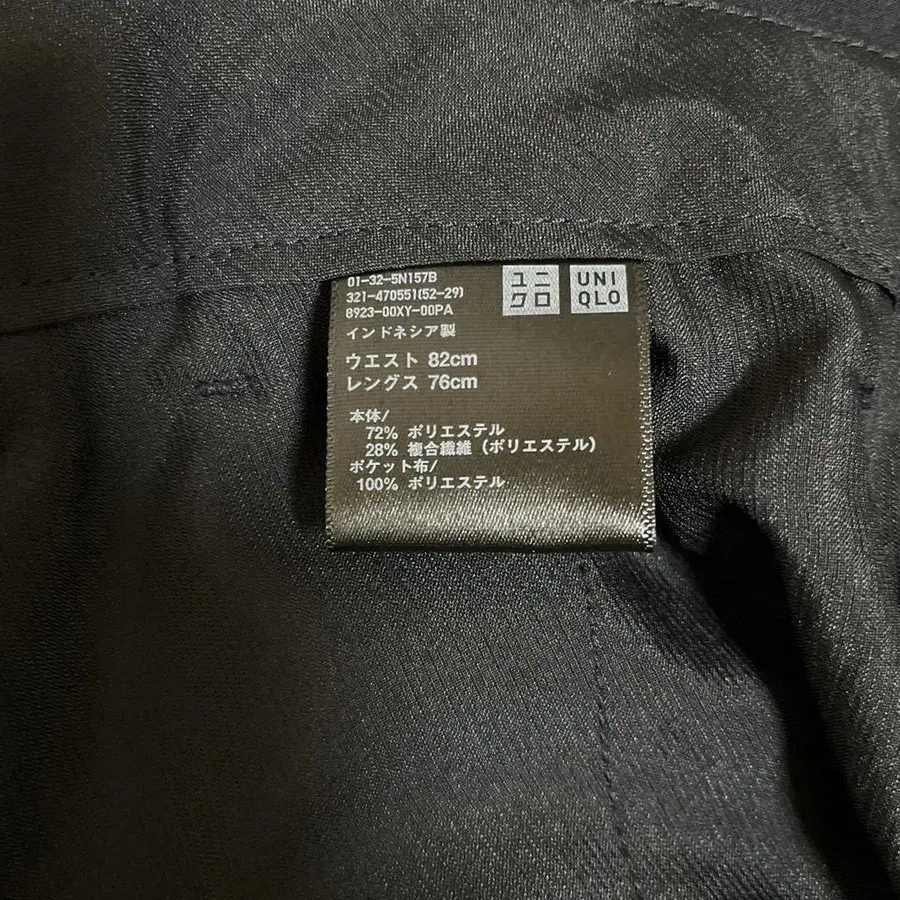 01-32-5N157B
321-470551(52-29)
8923-00XY-00PA
インドネシア製
ユニ
クロ
UNI
QLO
ウエスト 82cm
レングス 76cm
本体/
72% ポリエステル
28% 複合繊維 (ポリエステル)
ポケット布/
100% ポリエステル